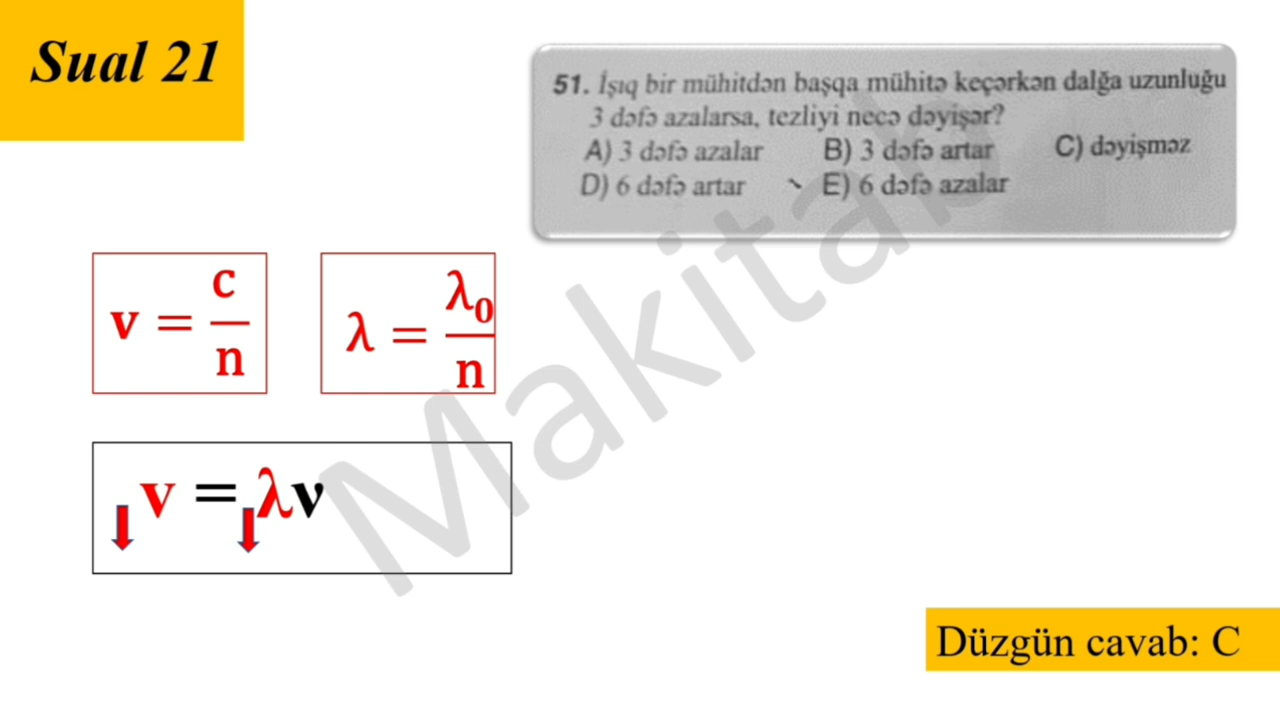 Sual 21
51. İşıq bir mühitdən başqa mühitə keçərkən dalğa uzunluğu
3 dəfə azalarsa, tezliyi necə dəyişər?
A) 3 dəfə azalar B) 3 dəfə artar C) dəyişməz
D) 6 dəfə artar E) 6 dəfə azalar
v = c/n
λ = λ₀/n
v = λν
Makitab
Düzgün cavab: C